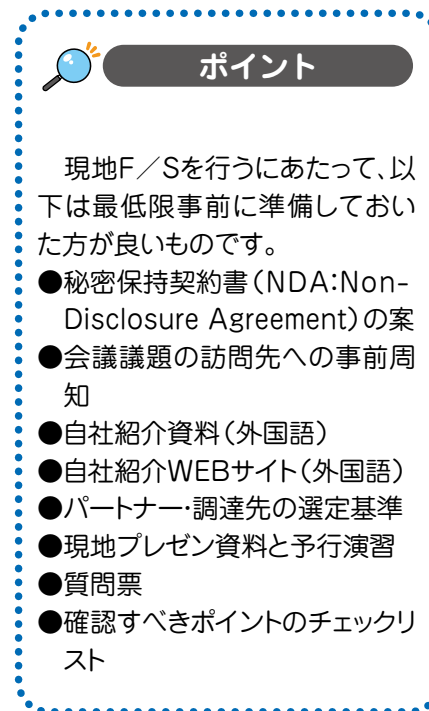 ポイント
現地F／Sを行うにあたって、以
下は最低限事前に準備しておい
た方が良いものです。
●秘密保持契約書（NDA:Non-
Disclosure Agreement）の案
●会議議題の訪問先への事前周
知
●自社紹介資料（外国語）
●自社紹介WEBサイト（外国語）
●パートナー・調達先の選定基準
●現地プレゼン資料と予行演習
●質問票
●確認すべきポイントのチェックリ
スト